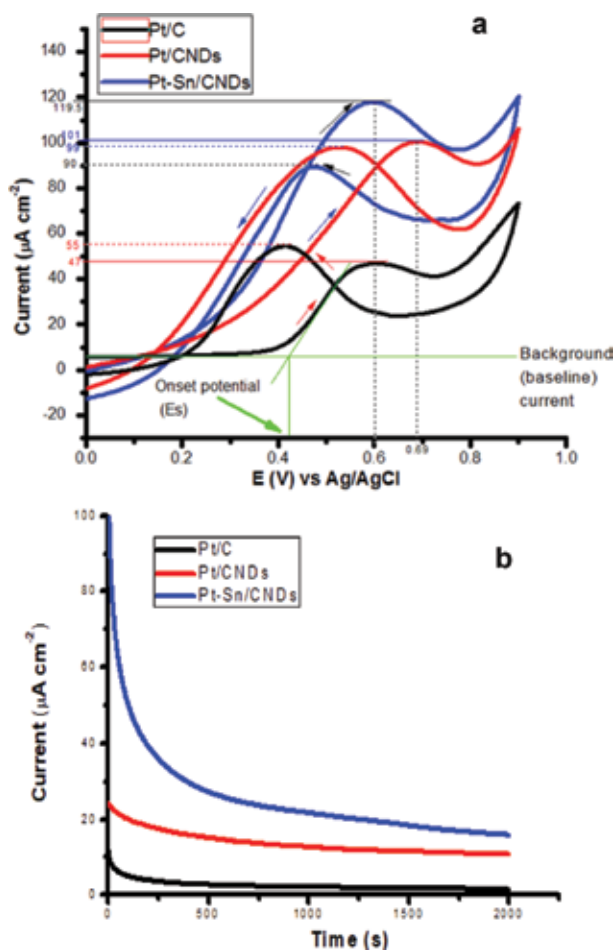 a
Pt/C
Pt/CNDs
Pt-Sn/CNDs
Current (µA cm⁻²)
140
120
119.5
101
100
99
90
80
60
55
47
40
20
0
-20
Onset potential
(Es)
Background
(baseline)
current
0.0
0.2
0.4
0.6
0.69
0.8
1.0
E (V) vs Ag/AgCl
b
Pt/C
Pt/CNDs
Pt-Sn/CNDs
Current (µA cm⁻²)
100
80
60
40
20
0
0
500
1000
1500
2000
Time (s)